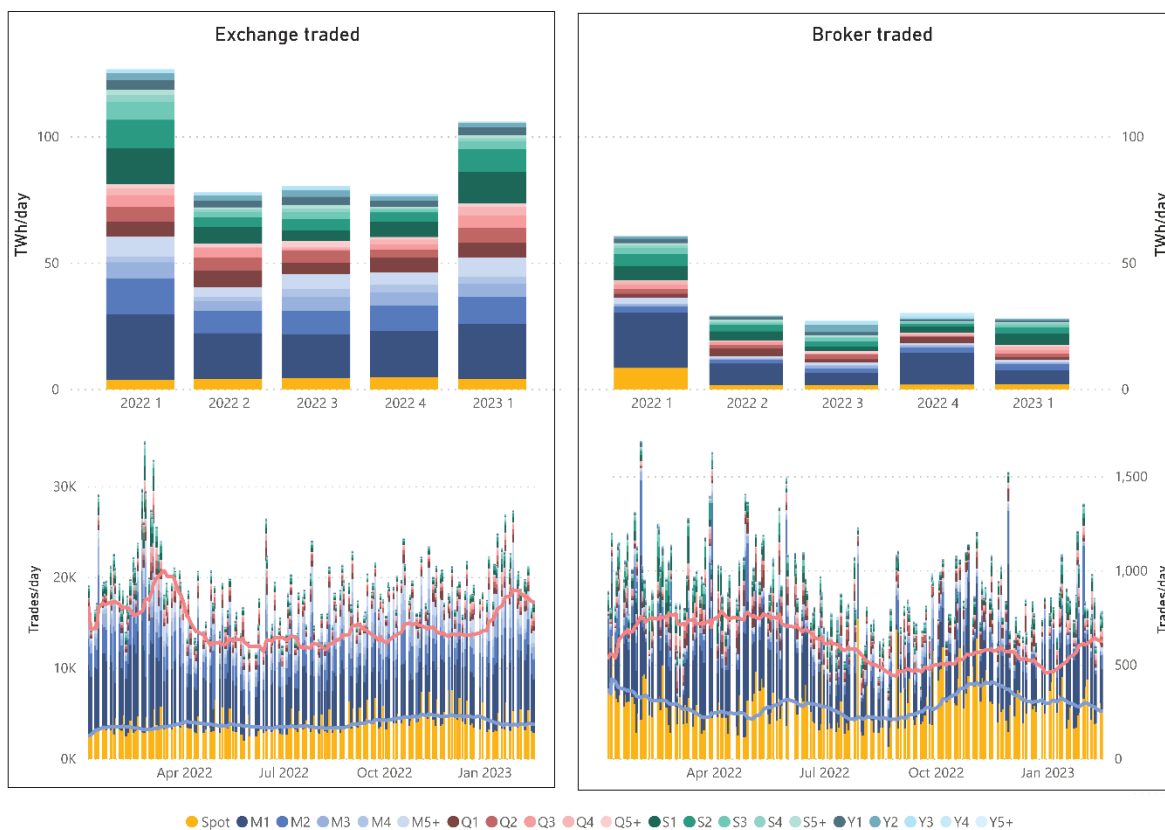 Exchange traded
TWh/day
100
50
0
2022 1
2022 2
2022 3
2022 4
2023 1
Trades/day
30K
20K
10K
0K
Apr 2022
Jul 2022
Oct 2022
Jan 2023
Broker traded
100
50
0
TWh/day
2022 1
2022 2
2022 3
2022 4
2023 1
1,500
1,000
500
0
Trades/day
Apr 2022
Jul 2022
Oct 2022
Jan 2023
Spot M1 M2 M3 M4 M5+ Q1 Q2 Q3 Q4 Q5+ S1 S2 S3 S4 S5+ Y1 Y2 Y3 Y4 Y5+